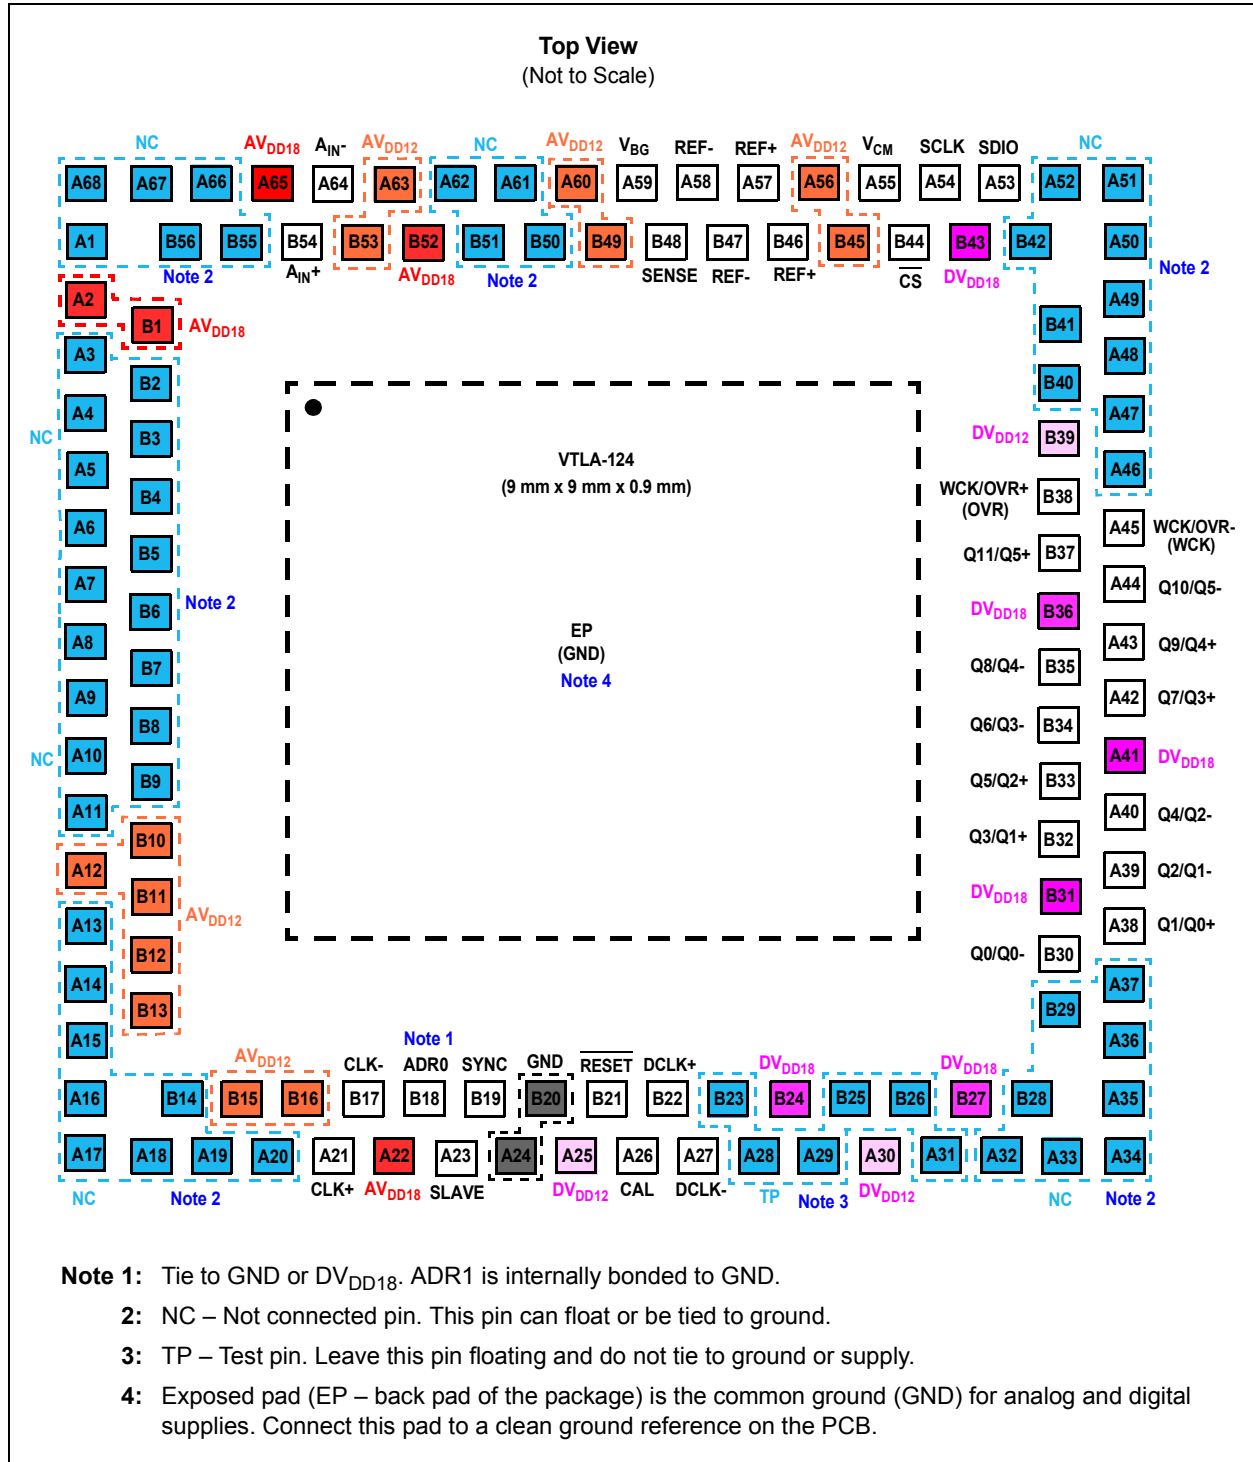 Top View
(Not to Scale)
NC AVDD18 AIN- AVDD12 NC AVDD12 VBG REF- REF+ AVDD12 VCM SCLK SDIO NC
A68 A67 A66 A65 A64 A63 A62 A61 A60 A59 A58 A57 A56 A55 A54 A53 A52 A51
A1 B56 B55 B54 B53 B52 B51 B50 B49 B48 B47 B46 B45 B44 B43 B42 A50
Note 2 AIN+ AVDD18 Note 2 SENSE REF- REF+ CS DVDD18 Note 2
A2 A49
B1 AVDD18 B41
A3 A48
B2 B40
A4 A47
NC B3 DVDD12 B39
A5 A46
B4 VTLA-124
(9 mm x 9 mm x 0.9 mm)
WCK/OVR+ B38
(OVR)
A6 A45 WCK/OVR-
(WCK)
B5 Q11/Q5+ B37
A7 A44 Q10/Q5-
B6 Note 2 DVDD18 B36
A8 EP A43 Q9/Q4+
(GND)
B7 Q8/Q4- B35
Note 4
A9 A42 Q7/Q3+
B8 Q6/Q3- B34
NC A10 A41 DVDD18
B9 Q5/Q2+ B33
A11 A40 Q4/Q2-
B10 Q3/Q1+ B32
A12 A39 Q2/Q1-
B11 AVDD12 DVDD18 B31
A13 A38 Q1/Q0+
B12 Q0/Q0- B30
A14 A37
B13 B29
A15 A36
Note 1
AVDD12 CLK- ADR0 SYNC GND RESET DCLK+ DVDD18 DVDD18
A16 B14 B15 B16 B17 B18 B19 B20 B21 B22 B23 B24 B25 B26 B27 B28 A35
A17 A18 A19 A20 A21 A22 A23 A24 A25 A26 A27 A28 A29 A30 A31 A32 A33 A34
NC Note 2 CLK+ AVDD18 SLAVE DVDD12 CAL DCLK- TP Note 3 DVDD12 NC Note 2
Note 1: Tie to GND or DVDD18. ADR1 is internally bonded to GND.
2: NC – Not connected pin. This pin can float or be tied to ground.
3: TP – Test pin. Leave this pin floating and do not tie to ground or supply.
4: Exposed pad (EP – back pad of the package) is the common ground (GND) for analog and digital
supplies. Connect this pad to a clean ground reference on the PCB.